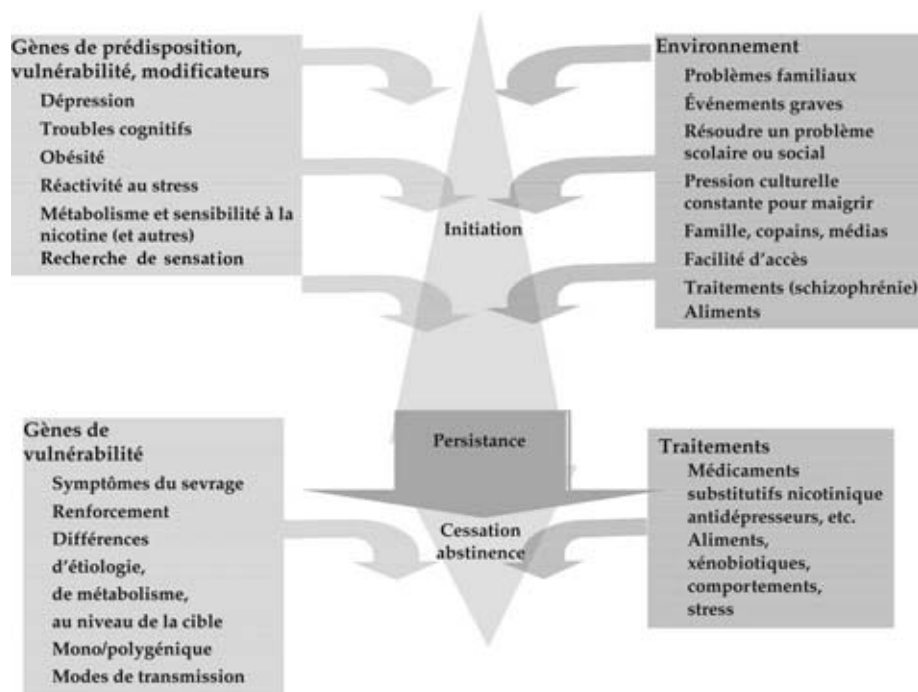 Gènes de prédisposition,
vulnérabilité, modificateurs
Dépression
Troubles cognitifs
Obésité
Réactivité au stress
Métabolisme et sensibilité à la
nicotine (et autres)
Recherche de sensation
Environnement
Problèmes familiaux
Événements graves
Résoudre un problème
scolaire ou social
Pression culturelle
constante pour maigrir
Famille, copains, médias
Facilité d'accès
Traitements (schizophrénie)
Aliments
Initiation
Persistance
Cessation
abstinence
Gènes de
vulnérabilité
Symptômes du sevrage
Renforcement
Différences
d'étiologie,
de métabolisme,
au niveau de la cible
Mono/polygénique
Modes de transmission
Traitements
Médicaments
substitutifs nicotinique
antidépresseurs, etc.
Aliments,
xénobiotiques,
comportements,
stress